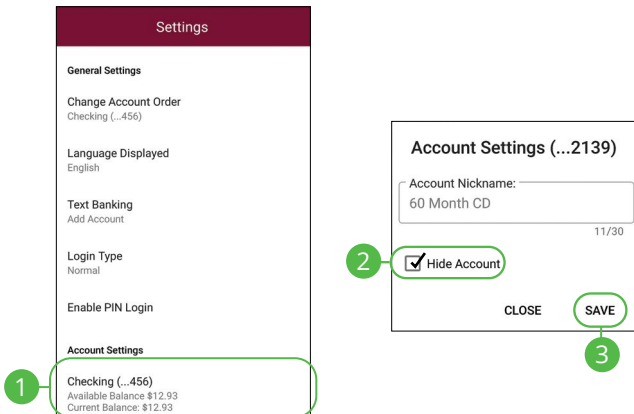 Settings
General Settings
Change Account Order
Checking (...456)
Language Displayed
English
Text Banking
Add Account
Login Type
Normal
Enable PIN Login
Account Settings
1
Checking (...456)
Available Balance $12.93
Current Balance: $12.93
Account Settings (...2139)
Account Nickname:
60 Month CD
11/30
2
Hide Account
CLOSE SAVE
3